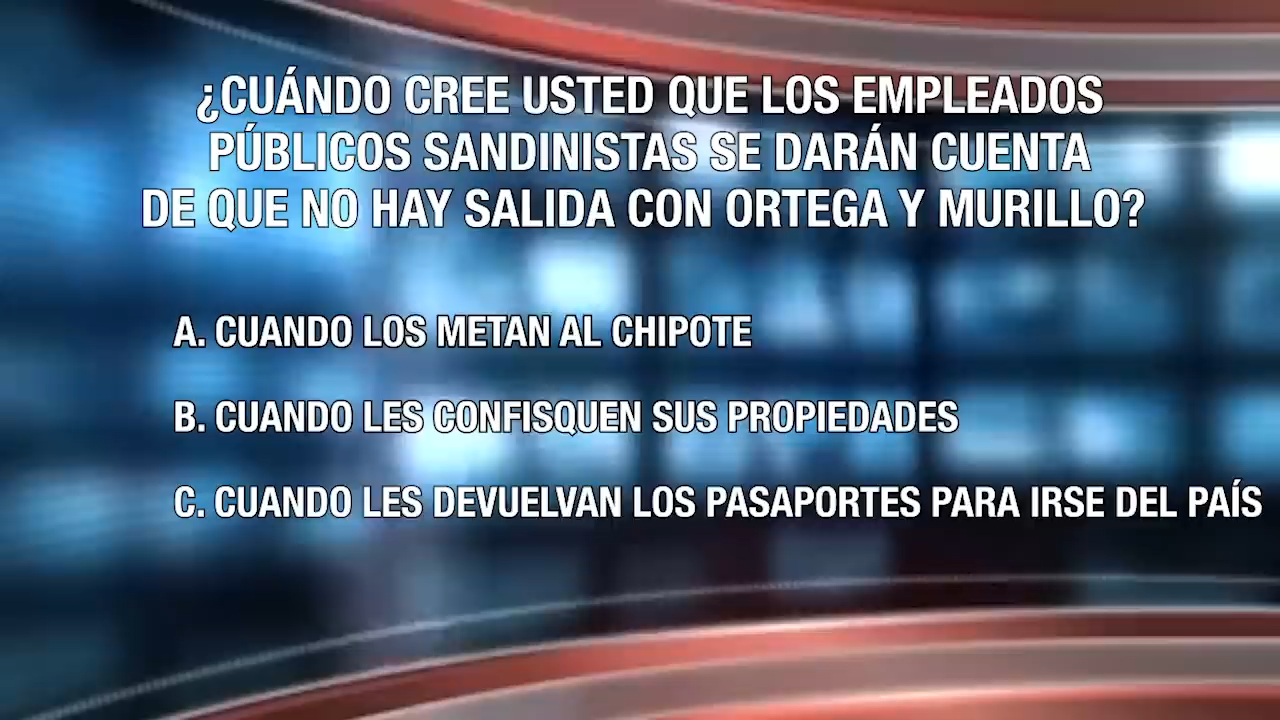 ¿CUÁNDO CREE USTED QUE LOS EMPLEADOS
PÚBLICOS SANDINISTAS SE DARÁN CUENTA
DE QUE NO HAY SALIDA CON ORTEGA Y MURILLO?
A. CUANDO LOS METAN AL CHIPOTE
B. CUANDO LES CONFISQUEN SUS PROPIEDADES
C. CUANDO LES DEVUELVAN LOS PASAPORTES PARA IRSE DEL PAÍS